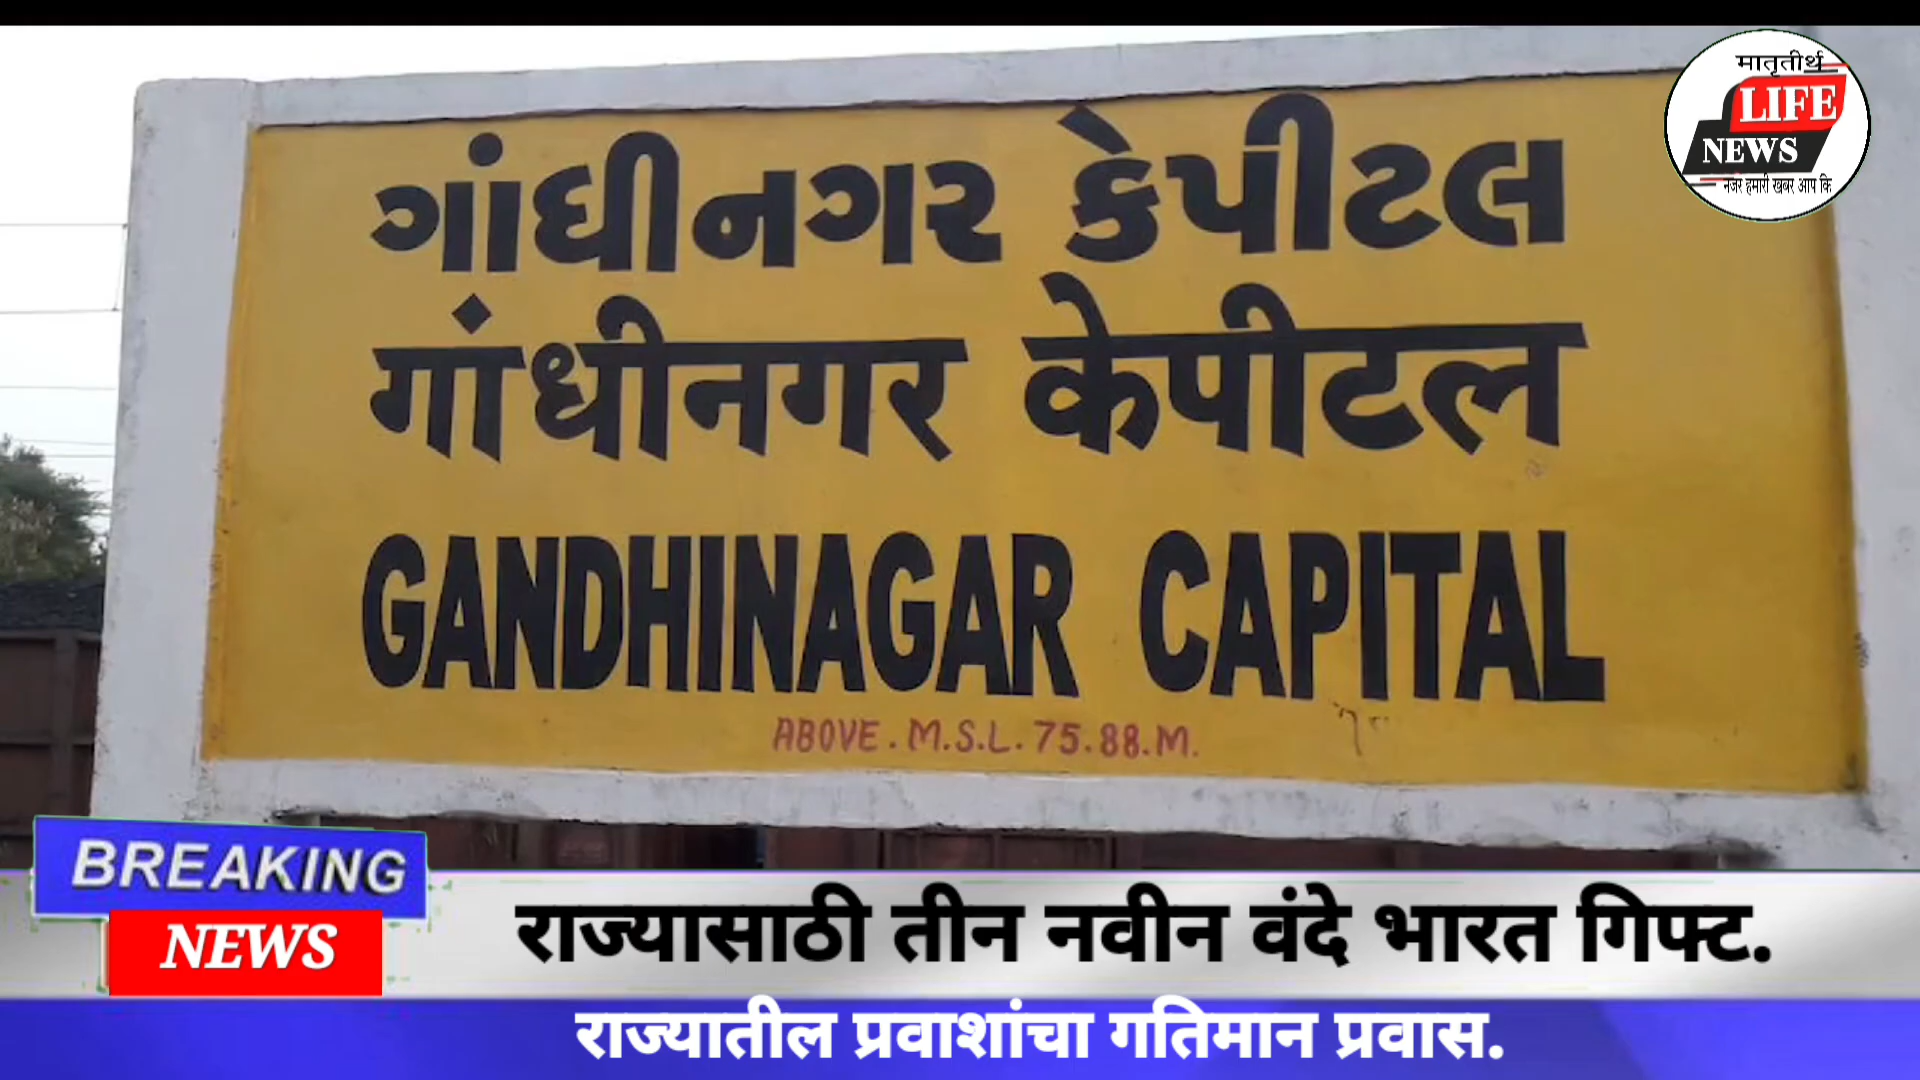 मातृतीर्थ
LIFE
NEWS
नजर हमारी खबर आप कि
ગાંધીનગર કેપીટલ
गांधीनगर केपीटल
GANDHINAGAR CAPITAL
ABOVE. M.S.L. 75.88.M.
BREAKING
NEWS
राज्यासाठी तीन नवीन वंदे भारत गिफ्ट.
राज्यातील प्रवाशांचा गतिमान प्रवास.